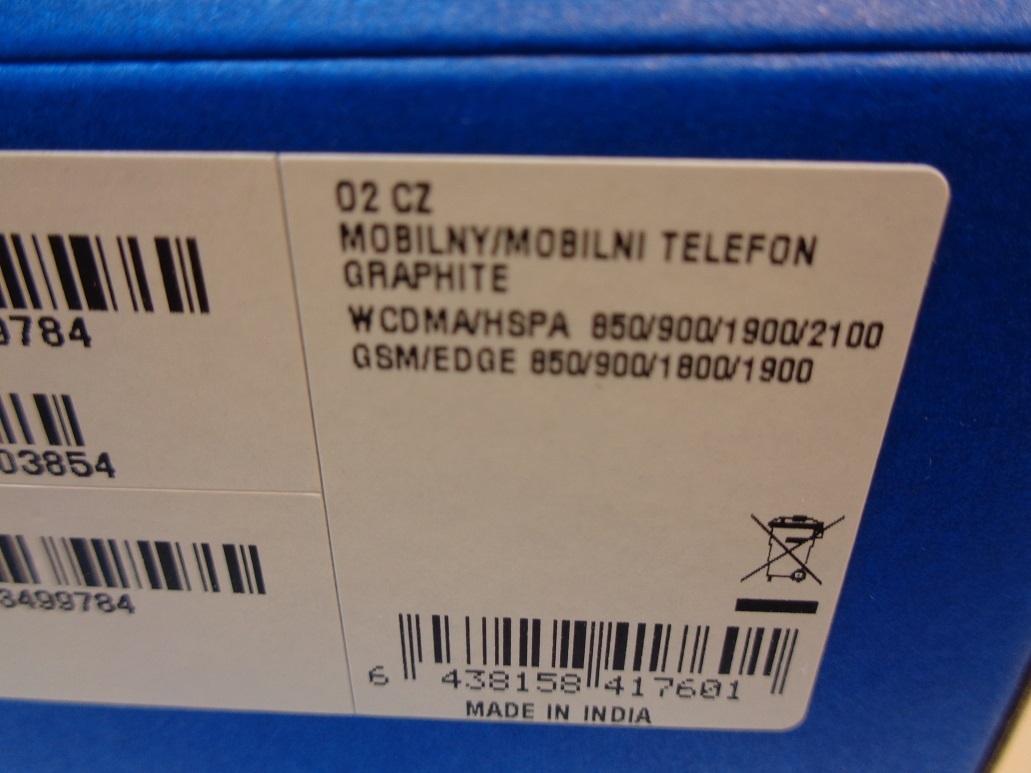 O2 CZ
MOBILNY/MOBILNI TELEFON
GRAPHITE
WCDMA/HSPA 850/900/1900/2100
GSM/EDGE 850/900/1800/1900
9784
03854
3499784
6 438158 417601
MADE IN INDIA